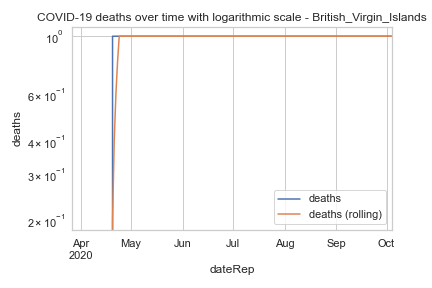 COVID-19 deaths over time with logarithmic scale - British_Virgin_Islands
10⁰
6 × 10⁻¹
4 × 10⁻¹
3 × 10⁻¹
2 × 10⁻¹
deaths
deaths
deaths (rolling)
Apr May Jun Jul Aug Sep Oct
2020
dateRep